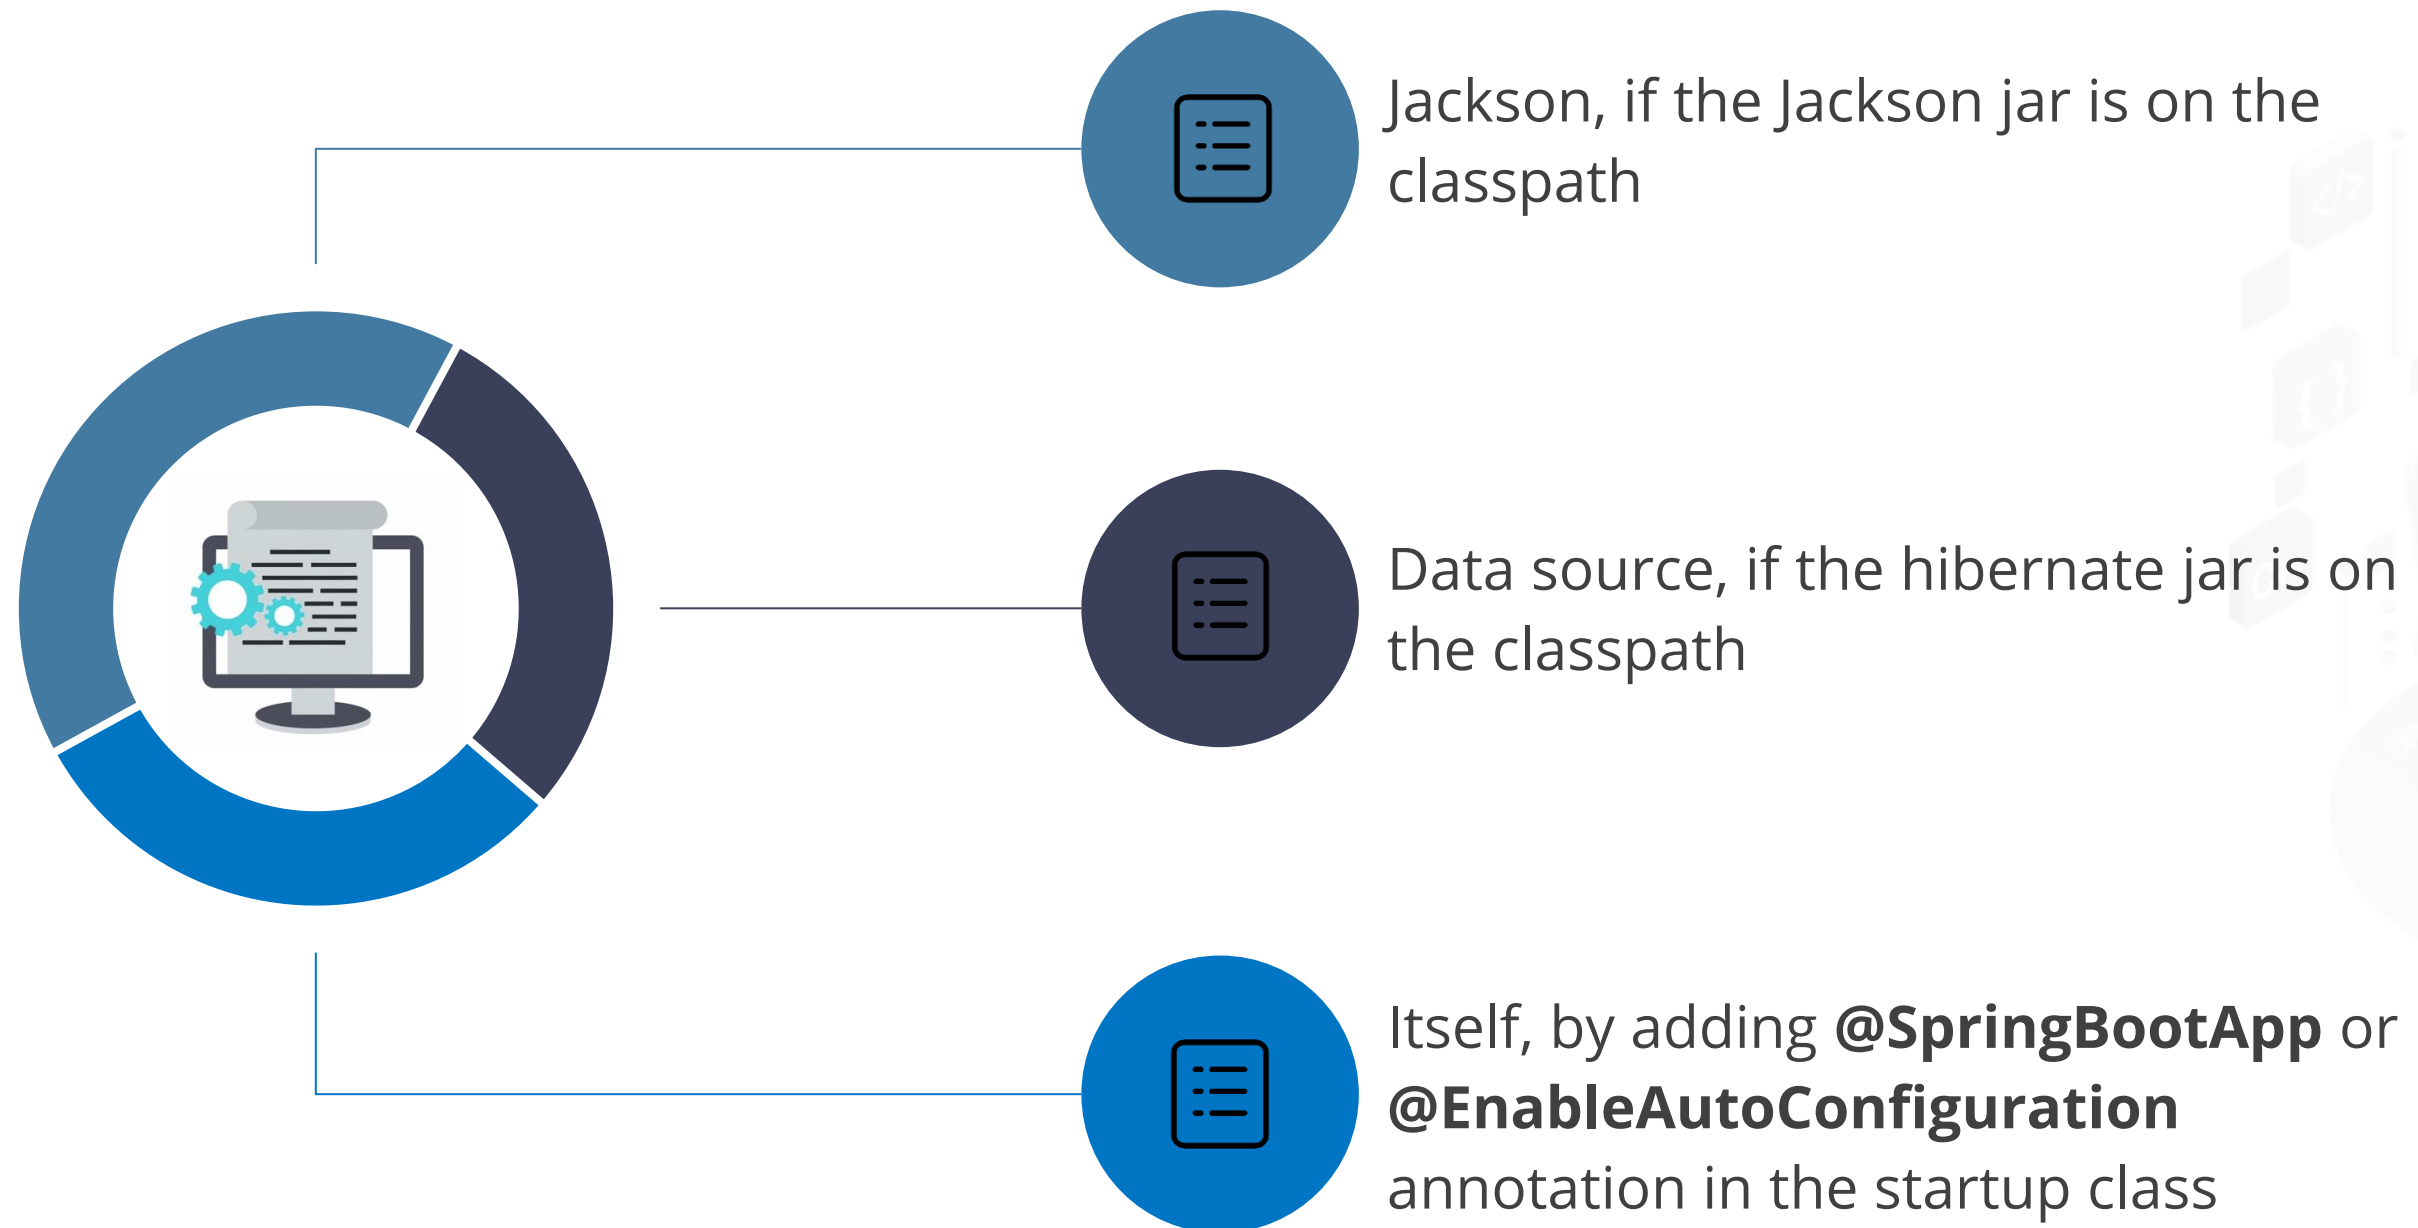 Jackson, if the Jackson jar is on the
classpath
Data source, if the hibernate jar is on
the classpath
Itself, by adding @SpringBootApp or
@EnableAutoConfiguration
annotation in the startup class